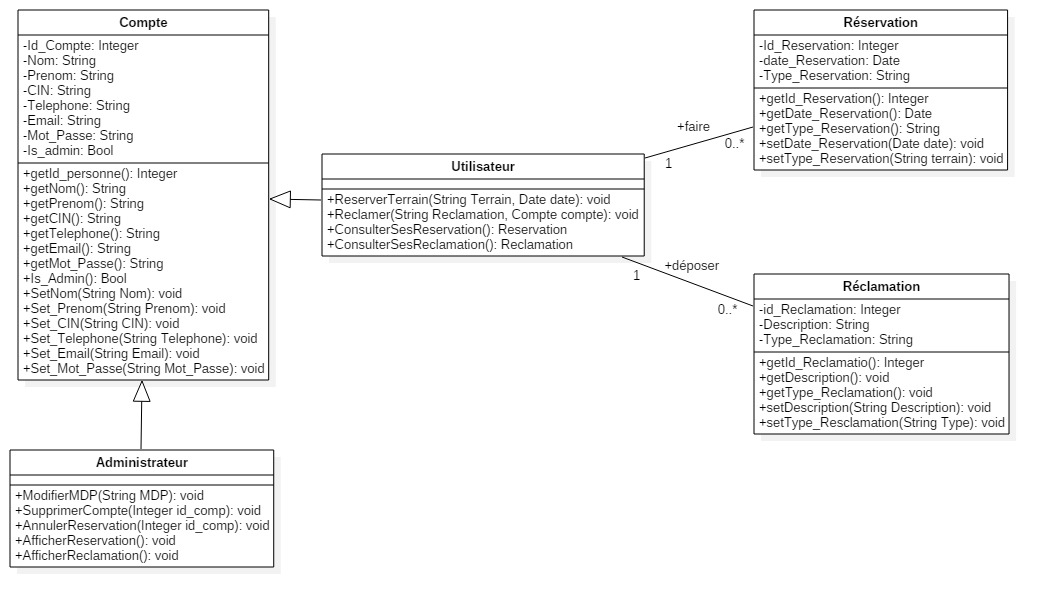 Compte
-Id_Compte: Integer
-Nom: String
-Prenom: String
-CIN: String
-Telephone: String
-Email: String
-Mot_Passe: String
-Is_admin: Bool
+getId_personne(): Integer
+getNom(): String
+getPrenom(): String
+getCIN(): String
+getTelephone(): String
+getEmail(): String
+getMot_Passe(): String
+Is_Admin(): Bool
+SetNom(String Nom): void
+Set_Prenom(String Prenom): void
+Set_CIN(String CIN): void
+Set_Telephone(String Telephone): void
+Set_Email(String Email): void
+Set_Mot_Passe(String Mot_Passe): void
Utilisateur
+ReserverTerrain(String Terrain, Date date): void
+Reclamer(String Reclamation, Compte compte): void
+ConsulterSesReservation(): Reservation
+ConsulterSesReclamation(): Reclamation
+faire
1
0..*
Réservation
-Id_Reservation: Integer
-date_Reservation: Date
-Type_Reservation: String
+getId_Reservation(): Integer
+getDate_Reservation(): Date
+getType_Reservation(): String
+setDate_Reservation(Date date): void
+setType_Reservation(String terrain): void
+déposer
1
0..*
Réclamation
-id_Reclamation: Integer
-Description: String
-Type_Reclamation: String
+getId_Reclamatio(): Integer
+getDescription(): void
+getType_Reclamation(): void
+setDescription(String Description): void
+setType_Resclamation(String Type): void
Administrateur
+ModifierMDP(String MDP): void
+SupprimerCompte(Integer id_comp): void
+AnnulerReservation(Integer id_comp): void
+AfficherReservation(): void
+AfficherReclamation(): void